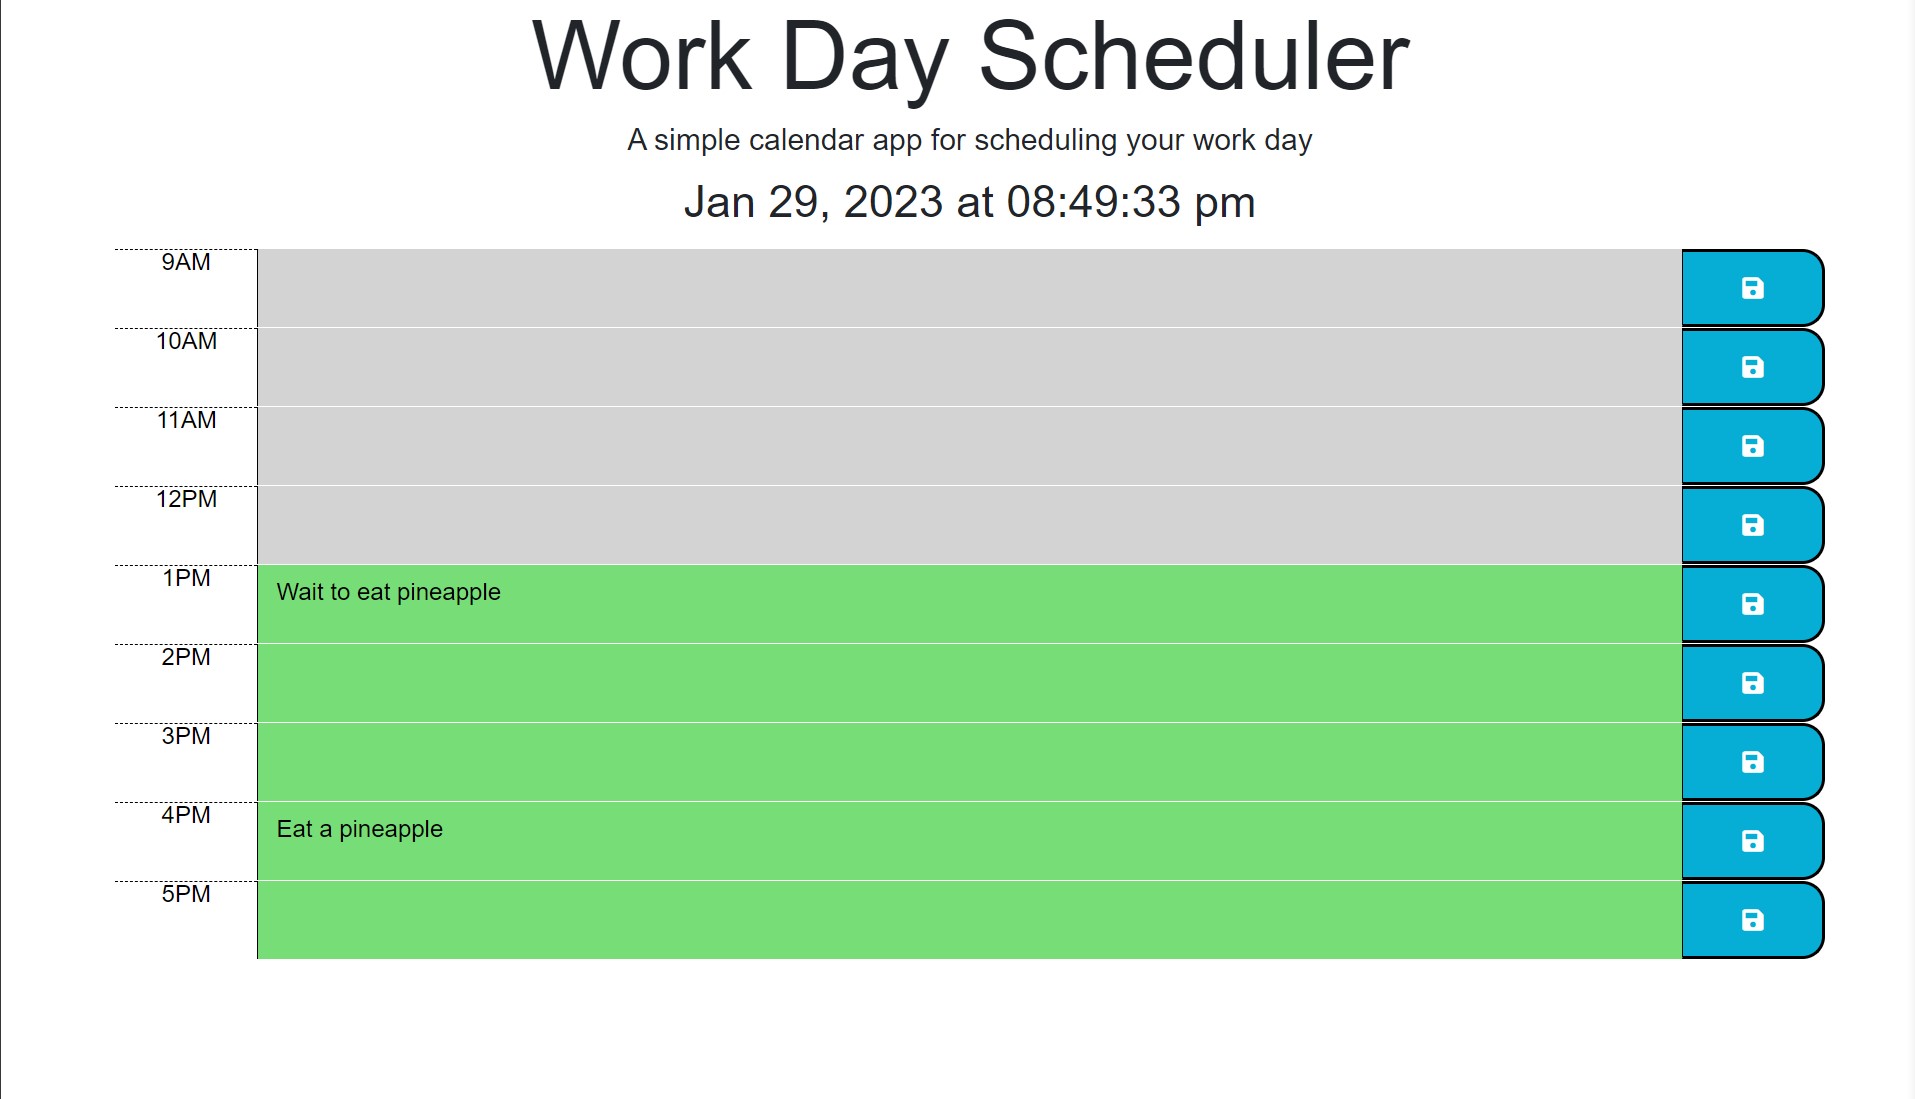 Work Day Scheduler
A simple calendar app for scheduling your work day
Jan 29, 2023 at 08:49:33 pm
9AM
10AM
11AM
12PM
1PM Wait to eat pineapple
2PM
3PM
4PM Eat a pineapple
5PM